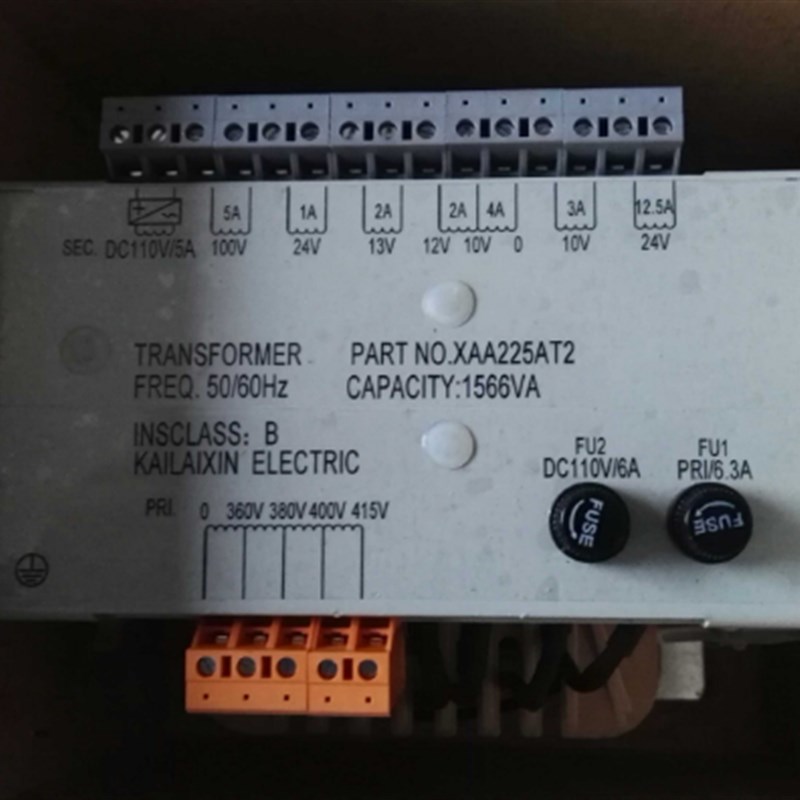 5A 1A 2A 2A 4A 3A 12.5A
SEC. DC110V/5A 100V 24V 13V 12V 10V 0 10V 24V
TRANSFORMER PART NO.XAA225AT2
FREQ. 50/60Hz CAPACITY:1566VA
INSCLASS: B
KAILAIXIN ELECTRIC
FU2 FU1
DC110V/6A PRI/6.3A
PRI. 0 360V 380V 400V 415V
FUSE FUSE